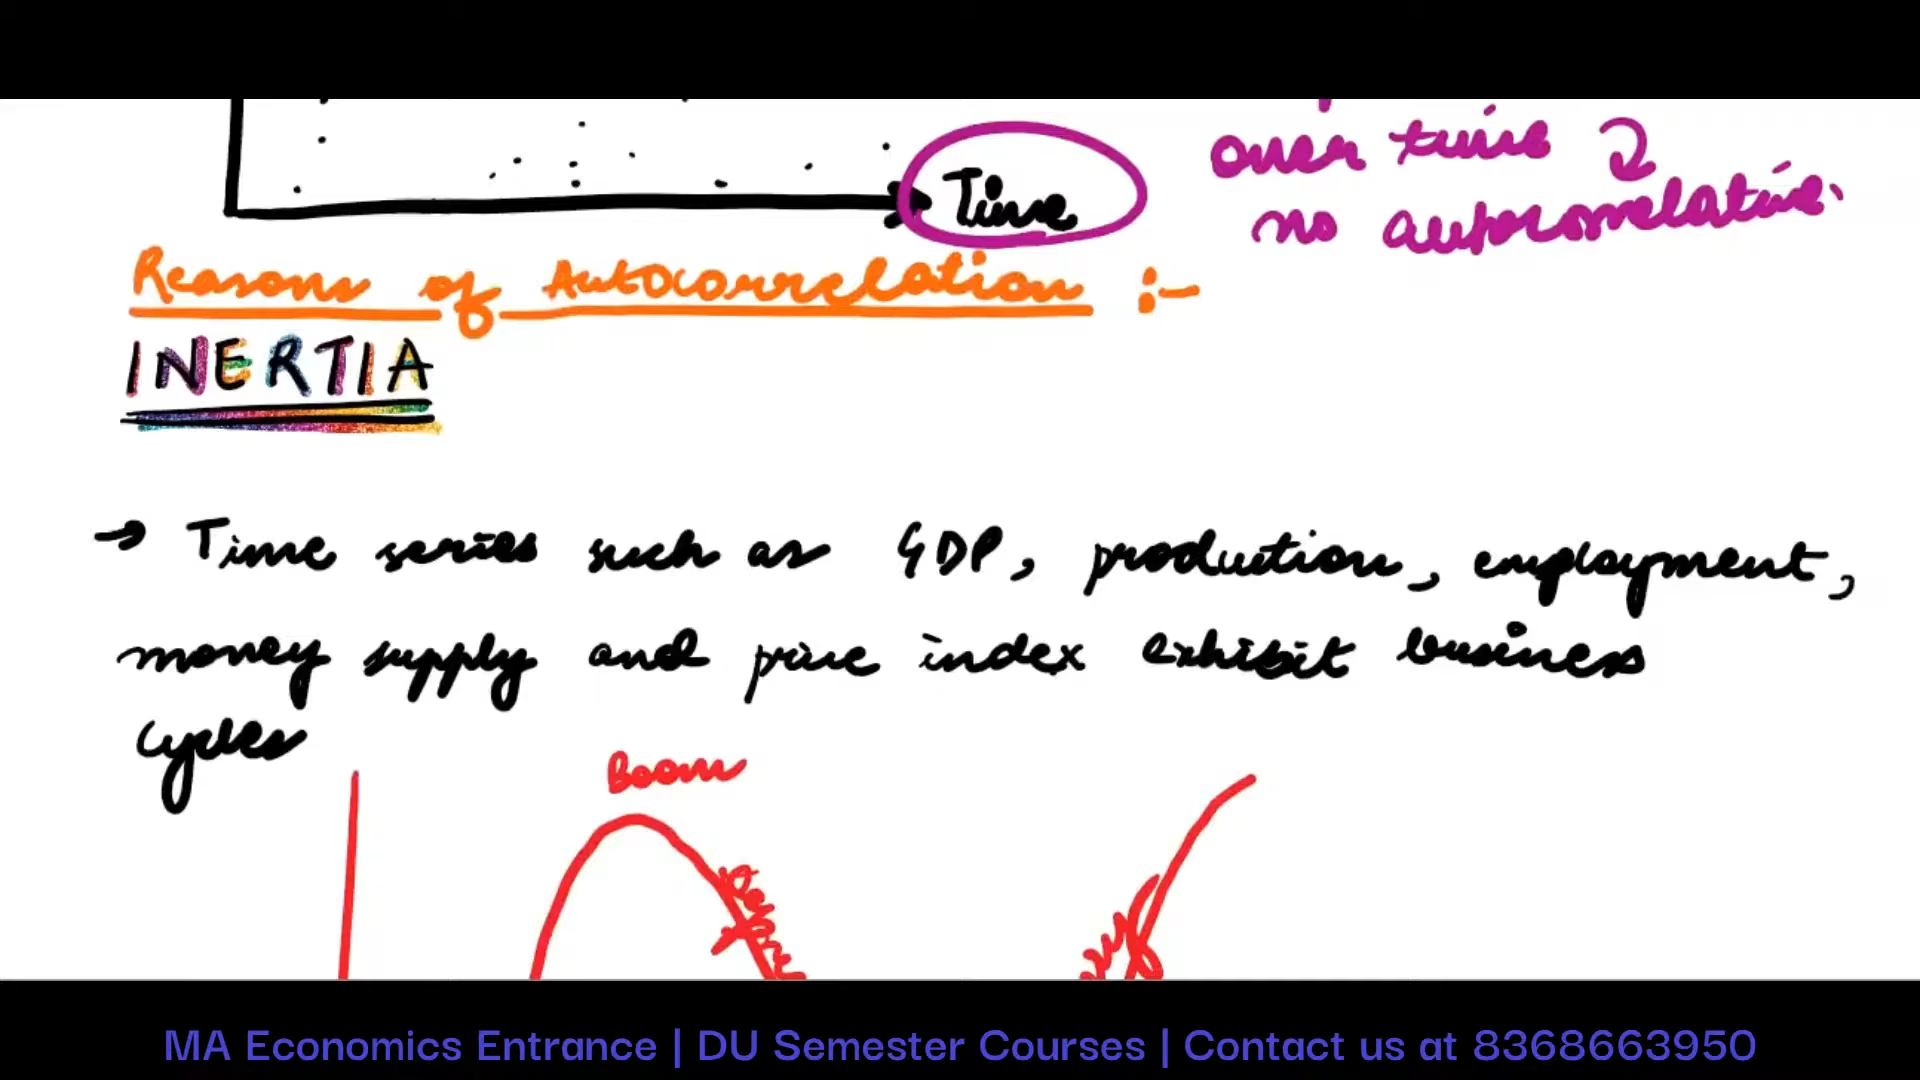 over time
no autocorrelation.
Time
Reasons of Autocorrelation :-
INERTIA
→ Time series such as GDP, production, employment,
money supply and price index exhibit business
cycles
Boom
MA Economics Entrance | DU Semester Courses | Contact us at 8368663950